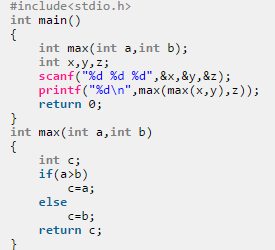 #include<stdio.h>
int main()
{
    int max(int a,int b);
    int x,y,z;
    scanf("%d %d %d",&x,&y,&z);
    printf("%d\n",max(max(x,y),z));
    return 0;
}
int max(int a,int b)
{
    int c;
    if(a>b)
        c=a;
    else
        c=b;
    return c;
}